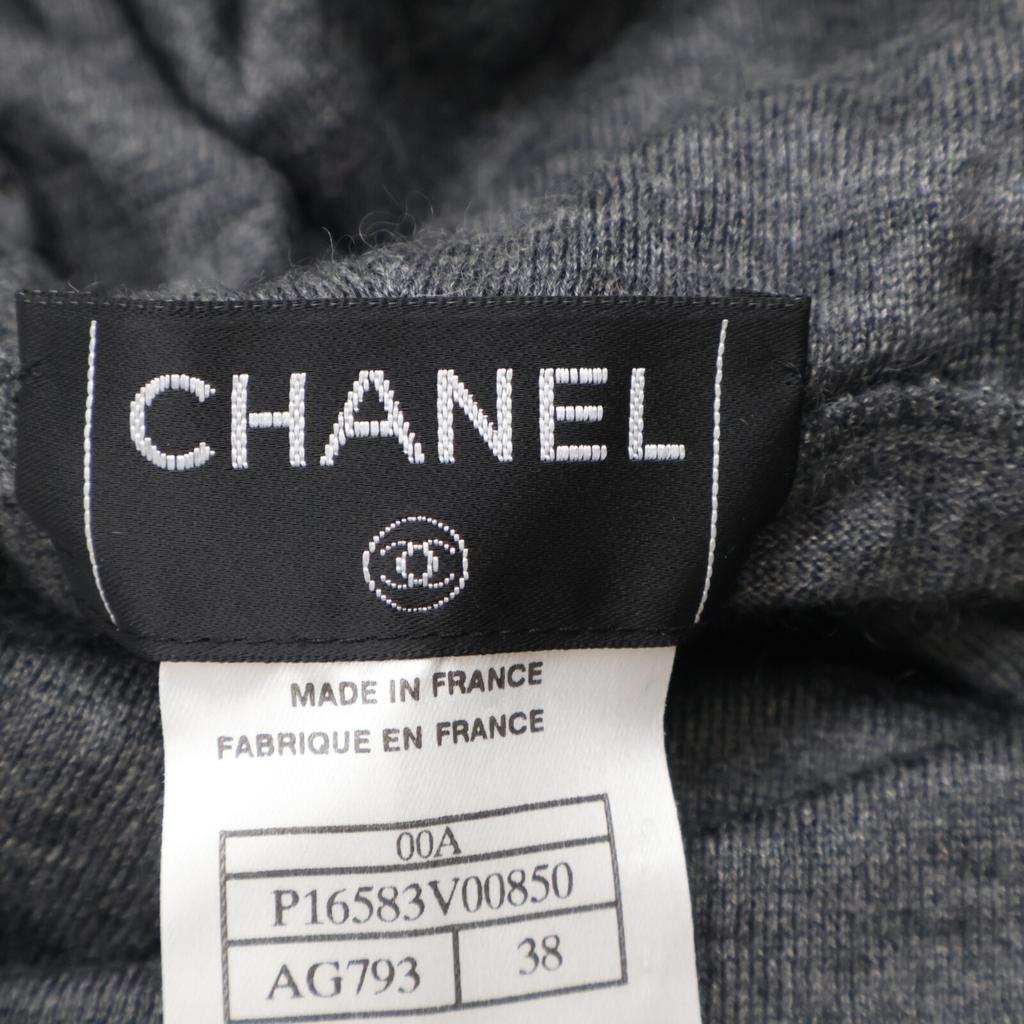 CHANEL
MADE IN FRANCE
FABRIQUE EN FRANCE
00A
P16583V00850
AG793 38